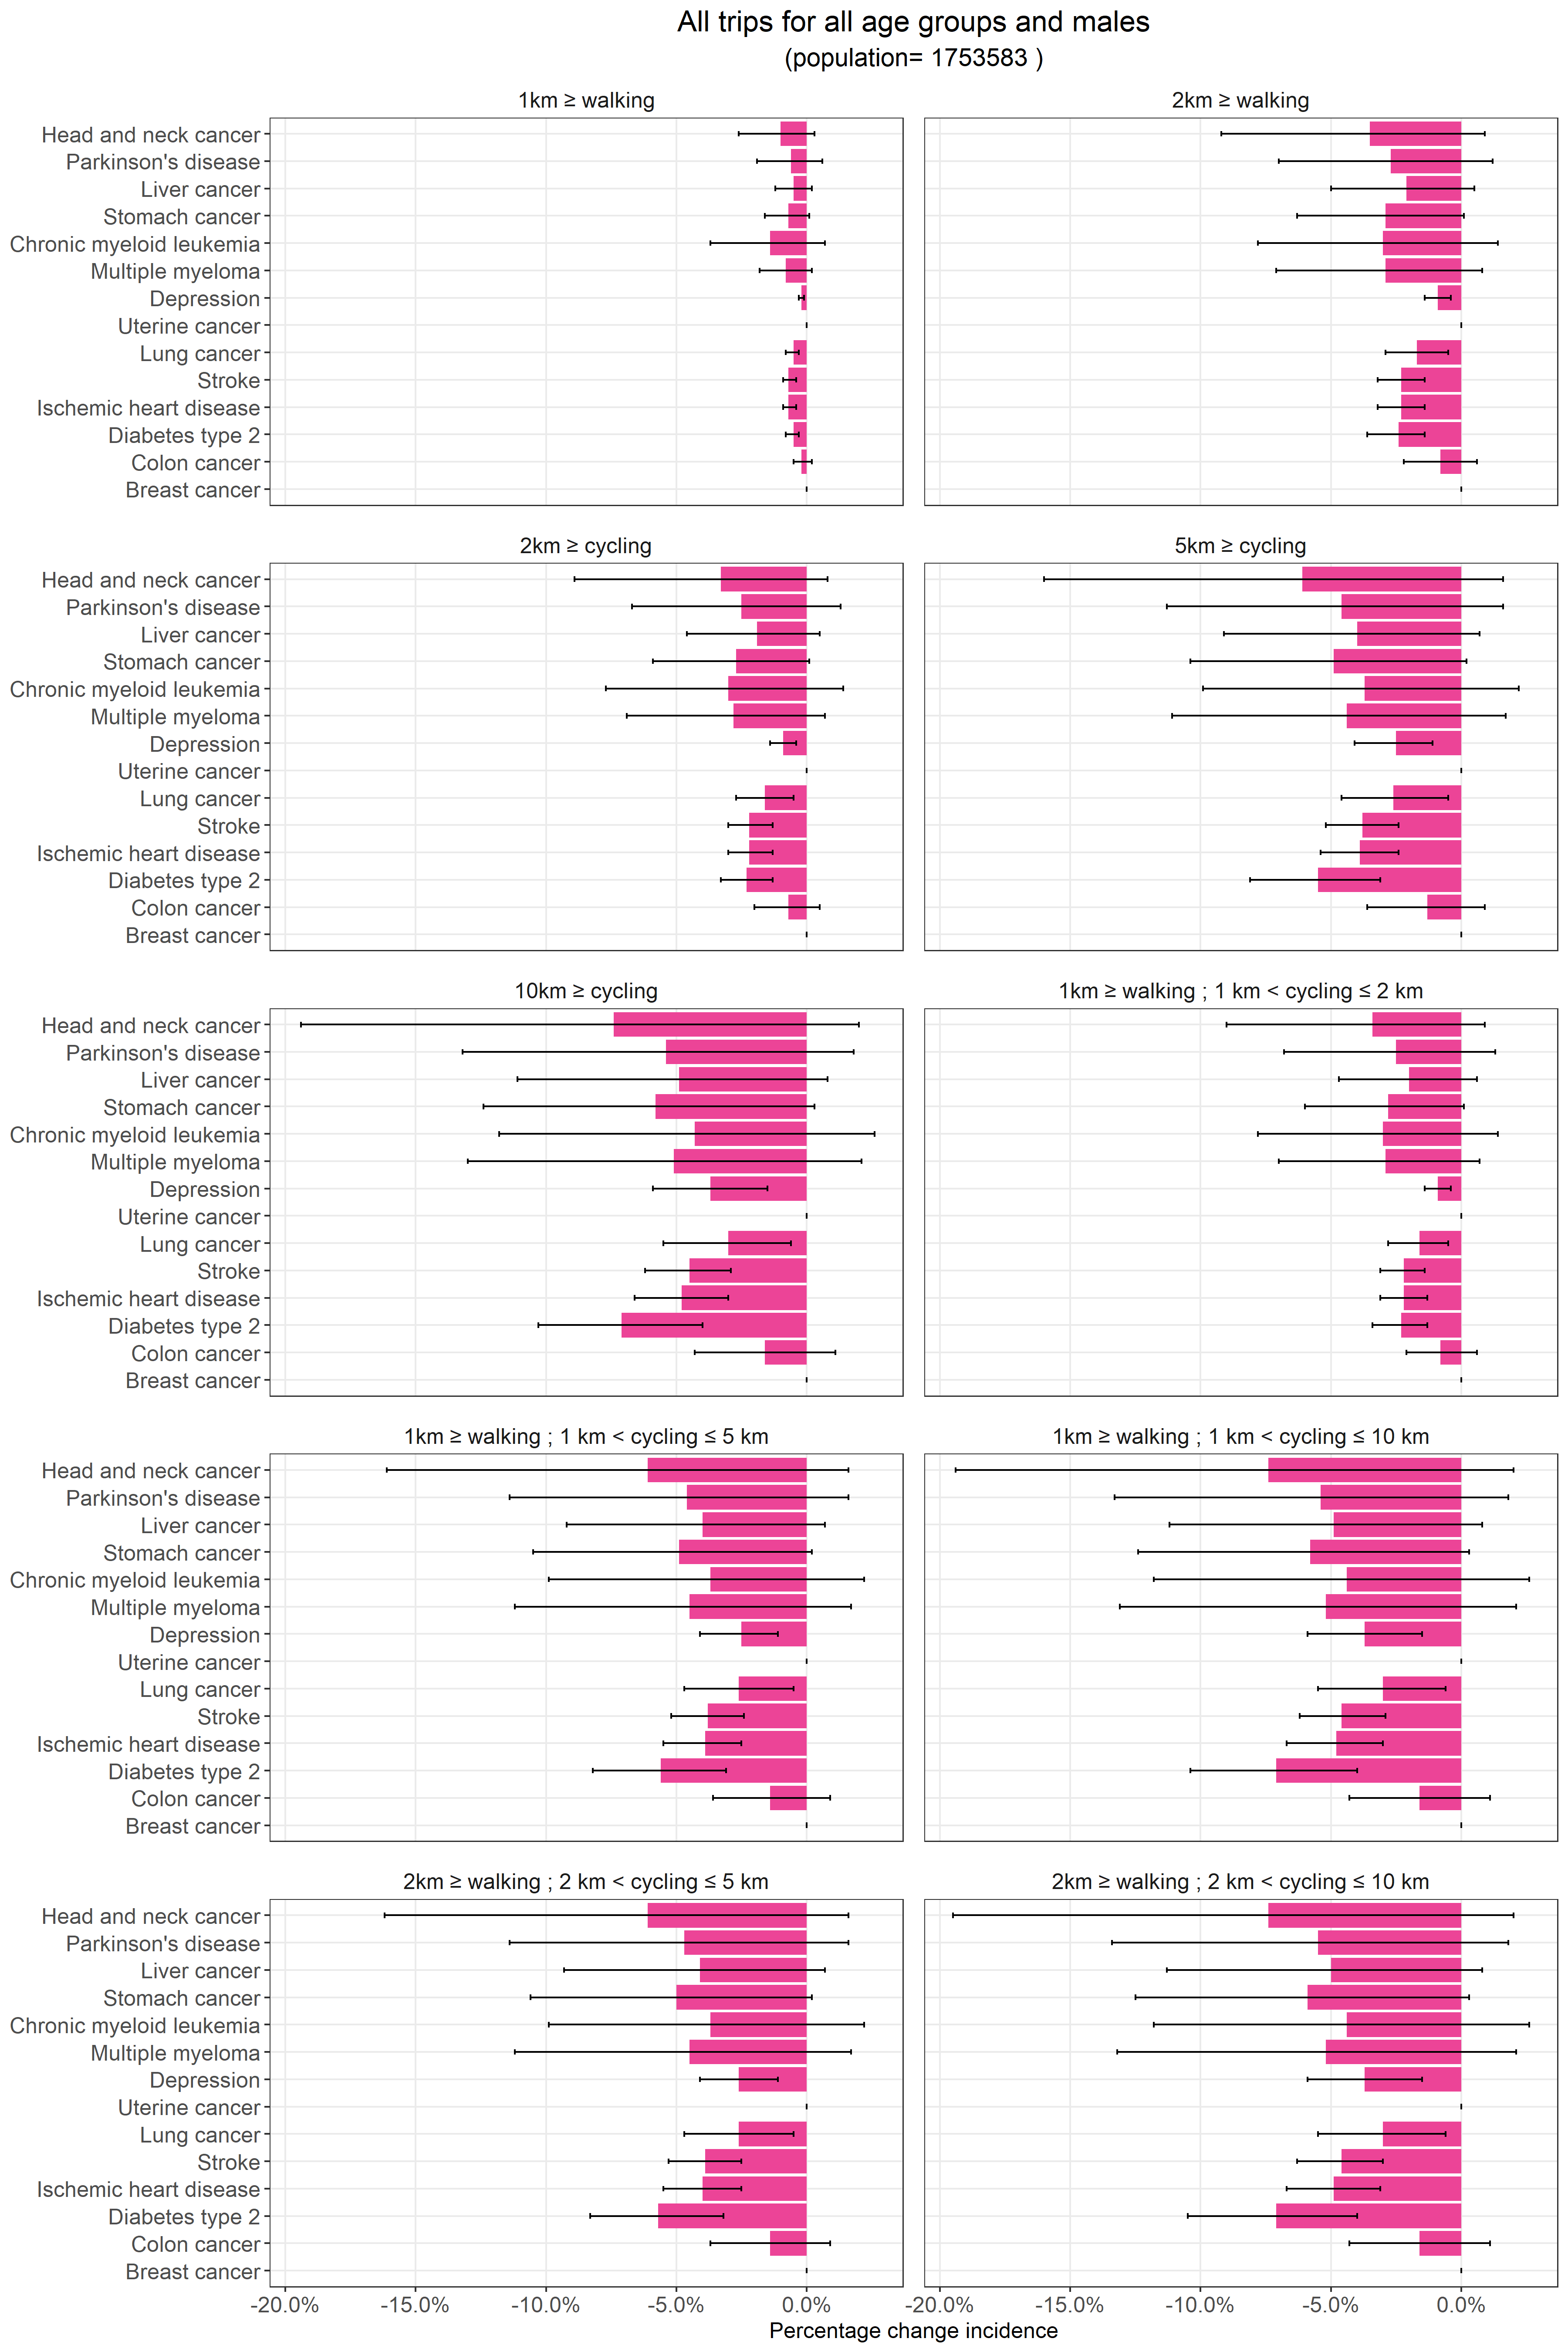 All trips for all age groups and males
(population= 1753583 )
1km ≥ walking
2km ≥ walking
Head and neck cancer
Parkinson's disease
Liver cancer
Stomach cancer
Chronic myeloid leukemia
Multiple myeloma
Depression
Uterine cancer
Lung cancer
Stroke
Ischemic heart disease
Diabetes type 2
Colon cancer
Breast cancer
2km ≥ cycling
5km ≥ cycling
Head and neck cancer
Parkinson's disease
Liver cancer
Stomach cancer
Chronic myeloid leukemia
Multiple myeloma
Depression
Uterine cancer
Lung cancer
Stroke
Ischemic heart disease
Diabetes type 2
Colon cancer
Breast cancer
10km ≥ cycling
1km ≥ walking ; 1 km < cycling ≤ 2 km
Head and neck cancer
Parkinson's disease
Liver cancer
Stomach cancer
Chronic myeloid leukemia
Multiple myeloma
Depression
Uterine cancer
Lung cancer
Stroke
Ischemic heart disease
Diabetes type 2
Colon cancer
Breast cancer
1km ≥ walking ; 1 km < cycling ≤ 5 km
1km ≥ walking ; 1 km < cycling ≤ 10 km
Head and neck cancer
Parkinson's disease
Liver cancer
Stomach cancer
Chronic myeloid leukemia
Multiple myeloma
Depression
Uterine cancer
Lung cancer
Stroke
Ischemic heart disease
Diabetes type 2
Colon cancer
Breast cancer
2km ≥ walking ; 2 km < cycling ≤ 5 km
2km ≥ walking ; 2 km < cycling ≤ 10 km
Head and neck cancer
Parkinson's disease
Liver cancer
Stomach cancer
Chronic myeloid leukemia
Multiple myeloma
Depression
Uterine cancer
Lung cancer
Stroke
Ischemic heart disease
Diabetes type 2
Colon cancer
Breast cancer
-20.0% -15.0% -10.0% -5.0% 0.0% -20.0% -15.0% -10.0% -5.0% 0.0%
Percentage change incidence